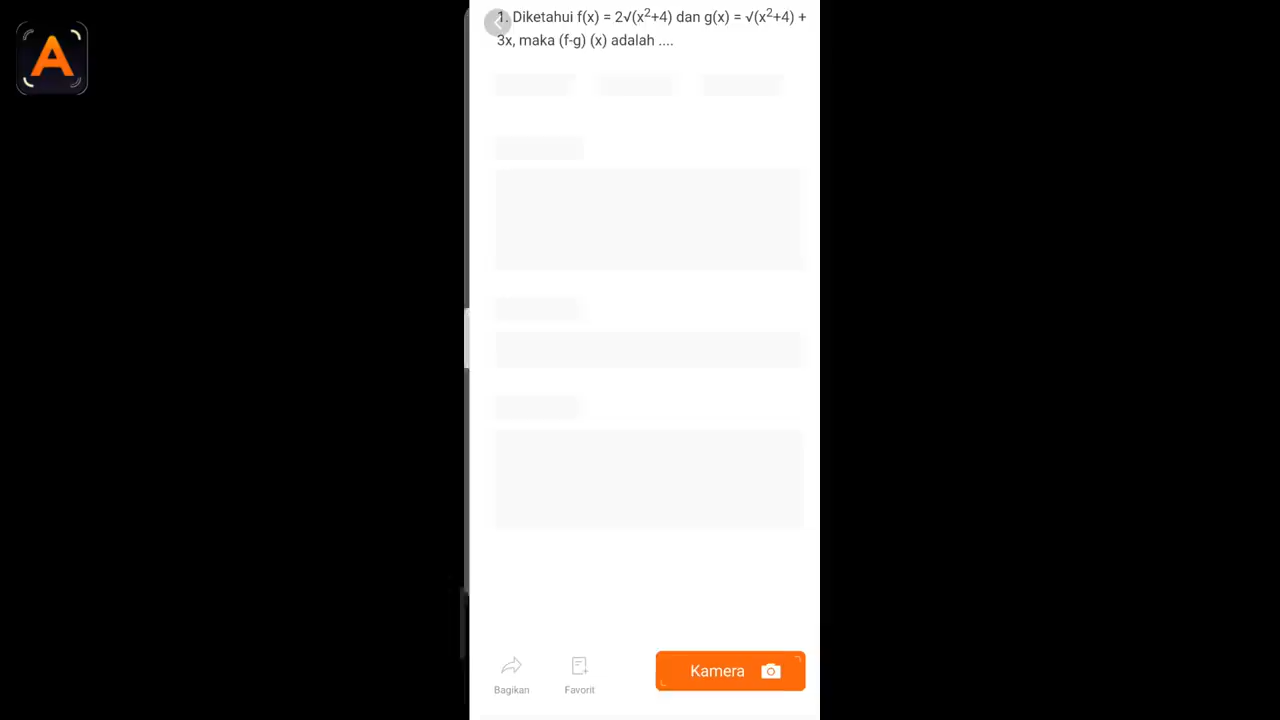 A
1. Diketahui f(x) = 2√(x²+4) dan g(x) = √(x²+4) +
3x, maka (f-g) (x) adalah ....
Bagikan
Favorit
Kamera